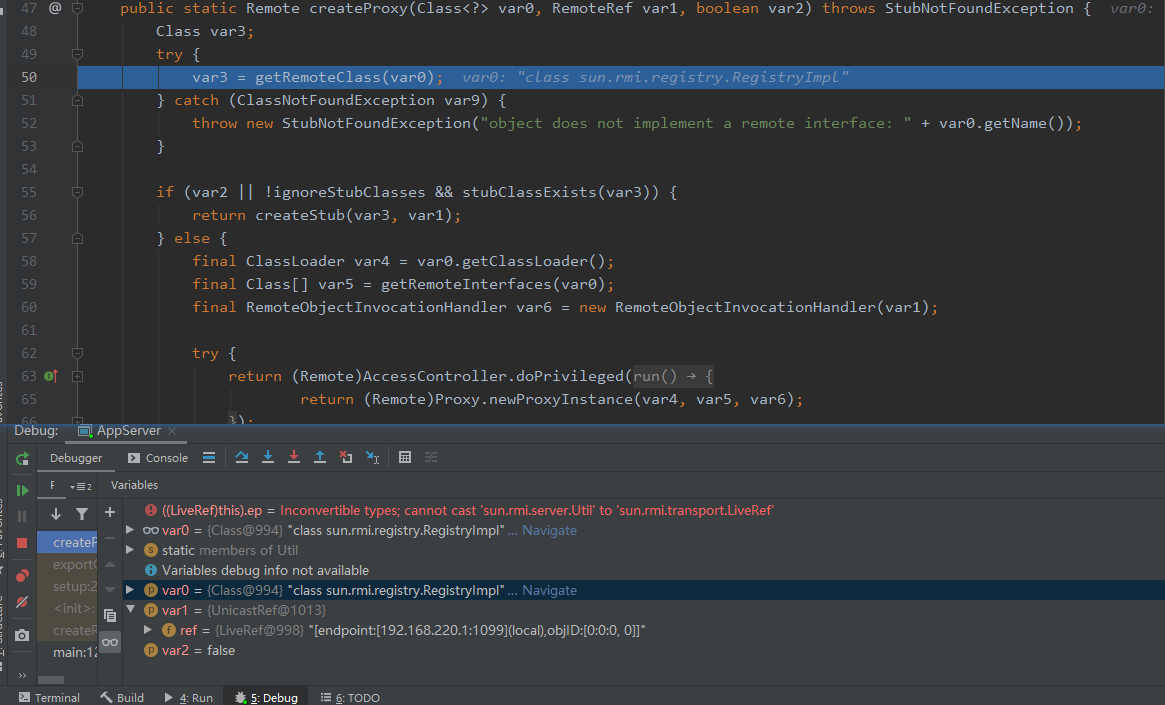 47 @ public static Remote createProxy(Class<?> var0, RemoteRef var1, boolean var2) throws StubNotFoundException { var0:
48 Class var3;
49 try {
50 var3 = getRemoteClass(var0); var0: "class sun.rmi.registry.RegistryImpl"
51 } catch (ClassNotFoundException var9) {
52 throw new StubNotFoundException("object does not implement a remote interface: " + var0.getName());
53 }
54
55 if (var2 || !ignoreStubClasses && stubClassExists(var3)) {
56 return createStub(var3, var1);
57 } else {
58 final ClassLoader var4 = var0.getClassLoader();
59 final Class[] var5 = getRemoteInterfaces(var0);
60 final RemoteObjectInvocationHandler var6 = new RemoteObjectInvocationHandler(var1);
61
62 try {
63 return (Remote)AccessController.doPrivileged(run() → {
65 return (Remote)Proxy.newProxyInstance(var4, var5, var6);
66 });
Debug: AppServer ×
Debugger Console
F 2 Variables
((LiveRef)this).ep = Inconvertible types; cannot cast 'sun.rmi.server.Util' to 'sun.rmi.transport.LiveRef'
var0 = {Class@994} "class sun.rmi.registry.RegistryImpl" ... Navigate
createP
static members of Util
exportO
Variables debug info not available
setup:2
var0 = {Class@994} "class sun.rmi.registry.RegistryImpl" ... Navigate
<init>:
var1 = {UnicastRef@1013}
createR
ref = {LiveRef@998} "[endpoint:[192.168.220.1:1099](local),objID:[0:0:0, 0]]"
main:12
var2 = false
Terminal Build 4: Run 5: Debug 6: TODO